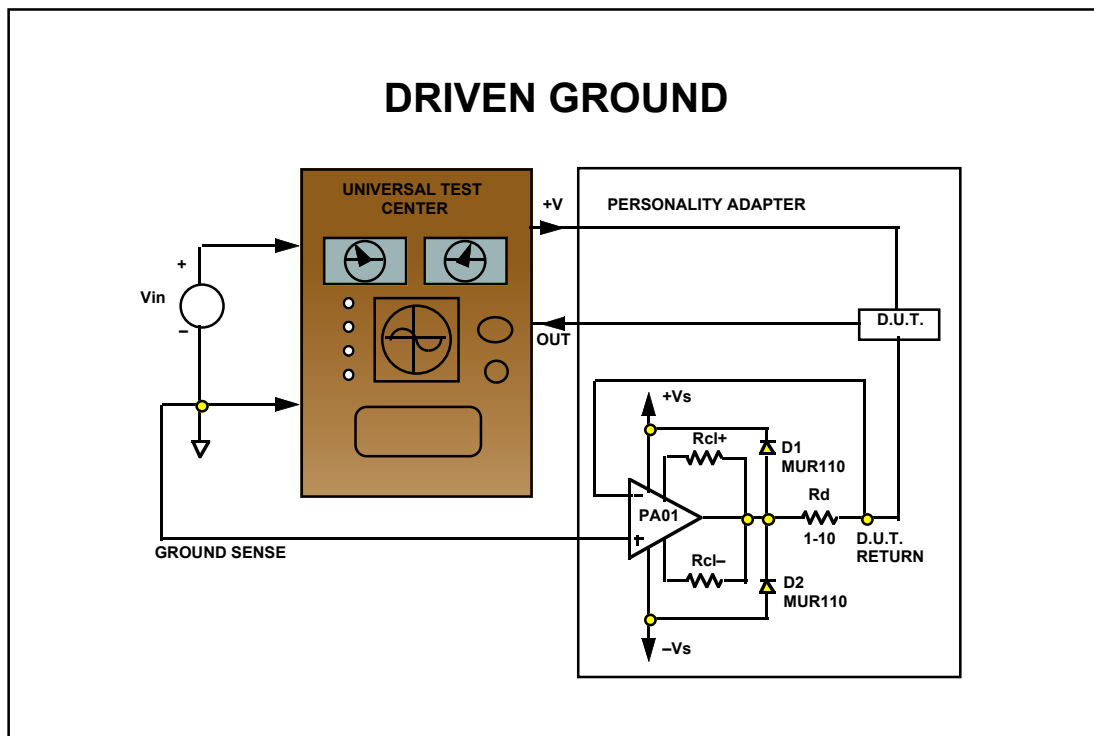 DRIVEN GROUND
UNIVERSAL TEST
CENTER
+V
PERSONALITY ADAPTER
+
Vin
–
D.U.T.
OUT
+Vs
Rcl+
D1
MUR110
–
PA01
+
Rd
1-10
D.U.T.
RETURN
GROUND SENSE
Rcl–
D2
MUR110
–Vs